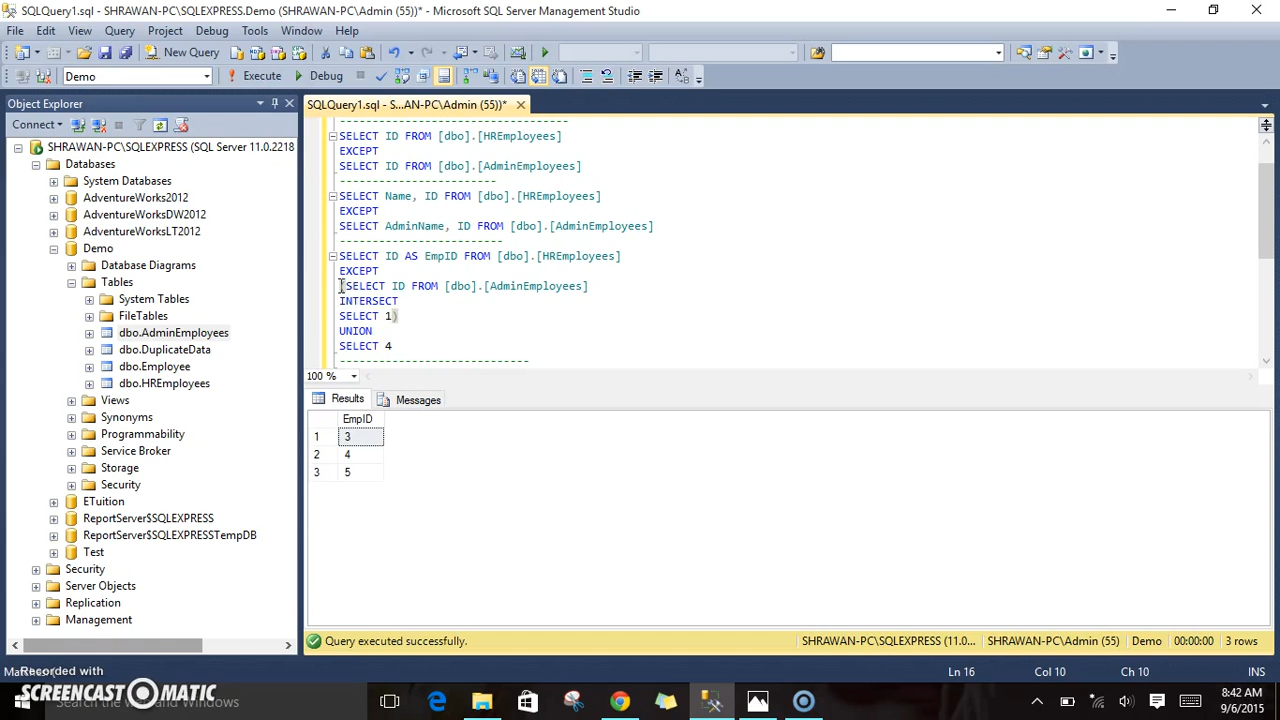 SQLQuery1.sql - SHRAWAN-PC\SQLEXPRESS.Demo (SHRAWAN-PC\Admin (55))* - Microsoft SQL Server Management Studio
File Edit View Query Project Debug Tools Window Help
New Query
Demo Execute Debug
Object Explorer
Connect
SHRAWAN-PC\SQLEXPRESS (SQL Server 11.0.2218
Databases
System Databases
AdventureWorks2012
AdventureWorksDW2012
AdventureWorksLT2012
Demo
Database Diagrams
Tables
System Tables
FileTables
dbo.AdminEmployees
dbo.DuplicateData
dbo.Employee
dbo.HREmployees
Views
Synonyms
Programmability
Service Broker
Storage
Security
ETuition
ReportServer$SQLEXPRESS
ReportServer$SQLEXPRESSTempDB
Test
Security
Server Objects
Replication
Management
SQLQuery1.sql - S...AN-PC\Admin (55))*
-----------------------------------
SELECT ID FROM [dbo].[HREmployees]
EXCEPT
SELECT ID FROM [dbo].[AdminEmployees]
------------------------
SELECT Name, ID FROM [dbo].[HREmployees]
EXCEPT
SELECT AdminName, ID FROM [dbo].[AdminEmployees]
-------------------------
SELECT ID AS EmpID FROM [dbo].[HREmployees]
EXCEPT
(SELECT ID FROM [dbo].[AdminEmployees]
INTERSECT
SELECT 1)
UNION
SELECT 4
-----------------------------
100 %
Results Messages
EmpID
1 3
2 4
3 5
Query executed successfully. SHRAWAN-PC\SQLEXPRESS (11.0... SHRAWAN-PC\Admin (55) Demo 00:00:00 3 rows
Ln 16 Col 10 Ch 10 INS
Recorded with
SCREENCAST MATIC
and Windows
8:42 AM
9/6/2015